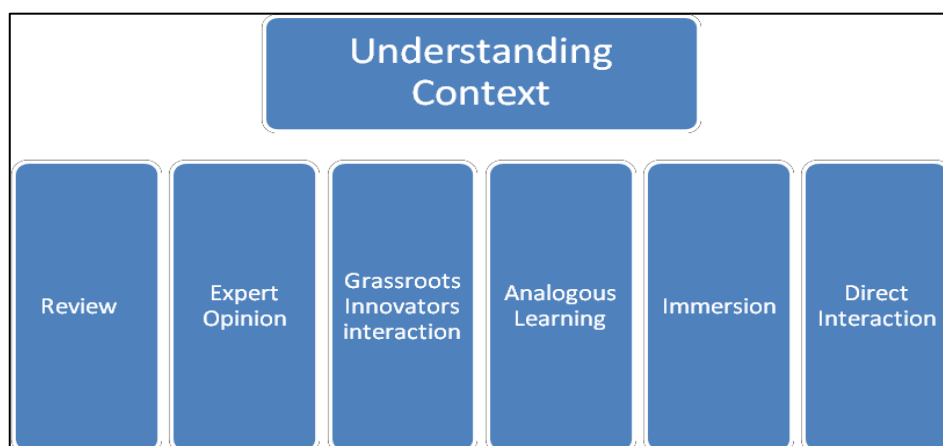 Understanding
Context
Review
Expert
Opinion
Grassroots
Innovators
interaction
Analogous
Learning
Immersion
Direct
Interaction